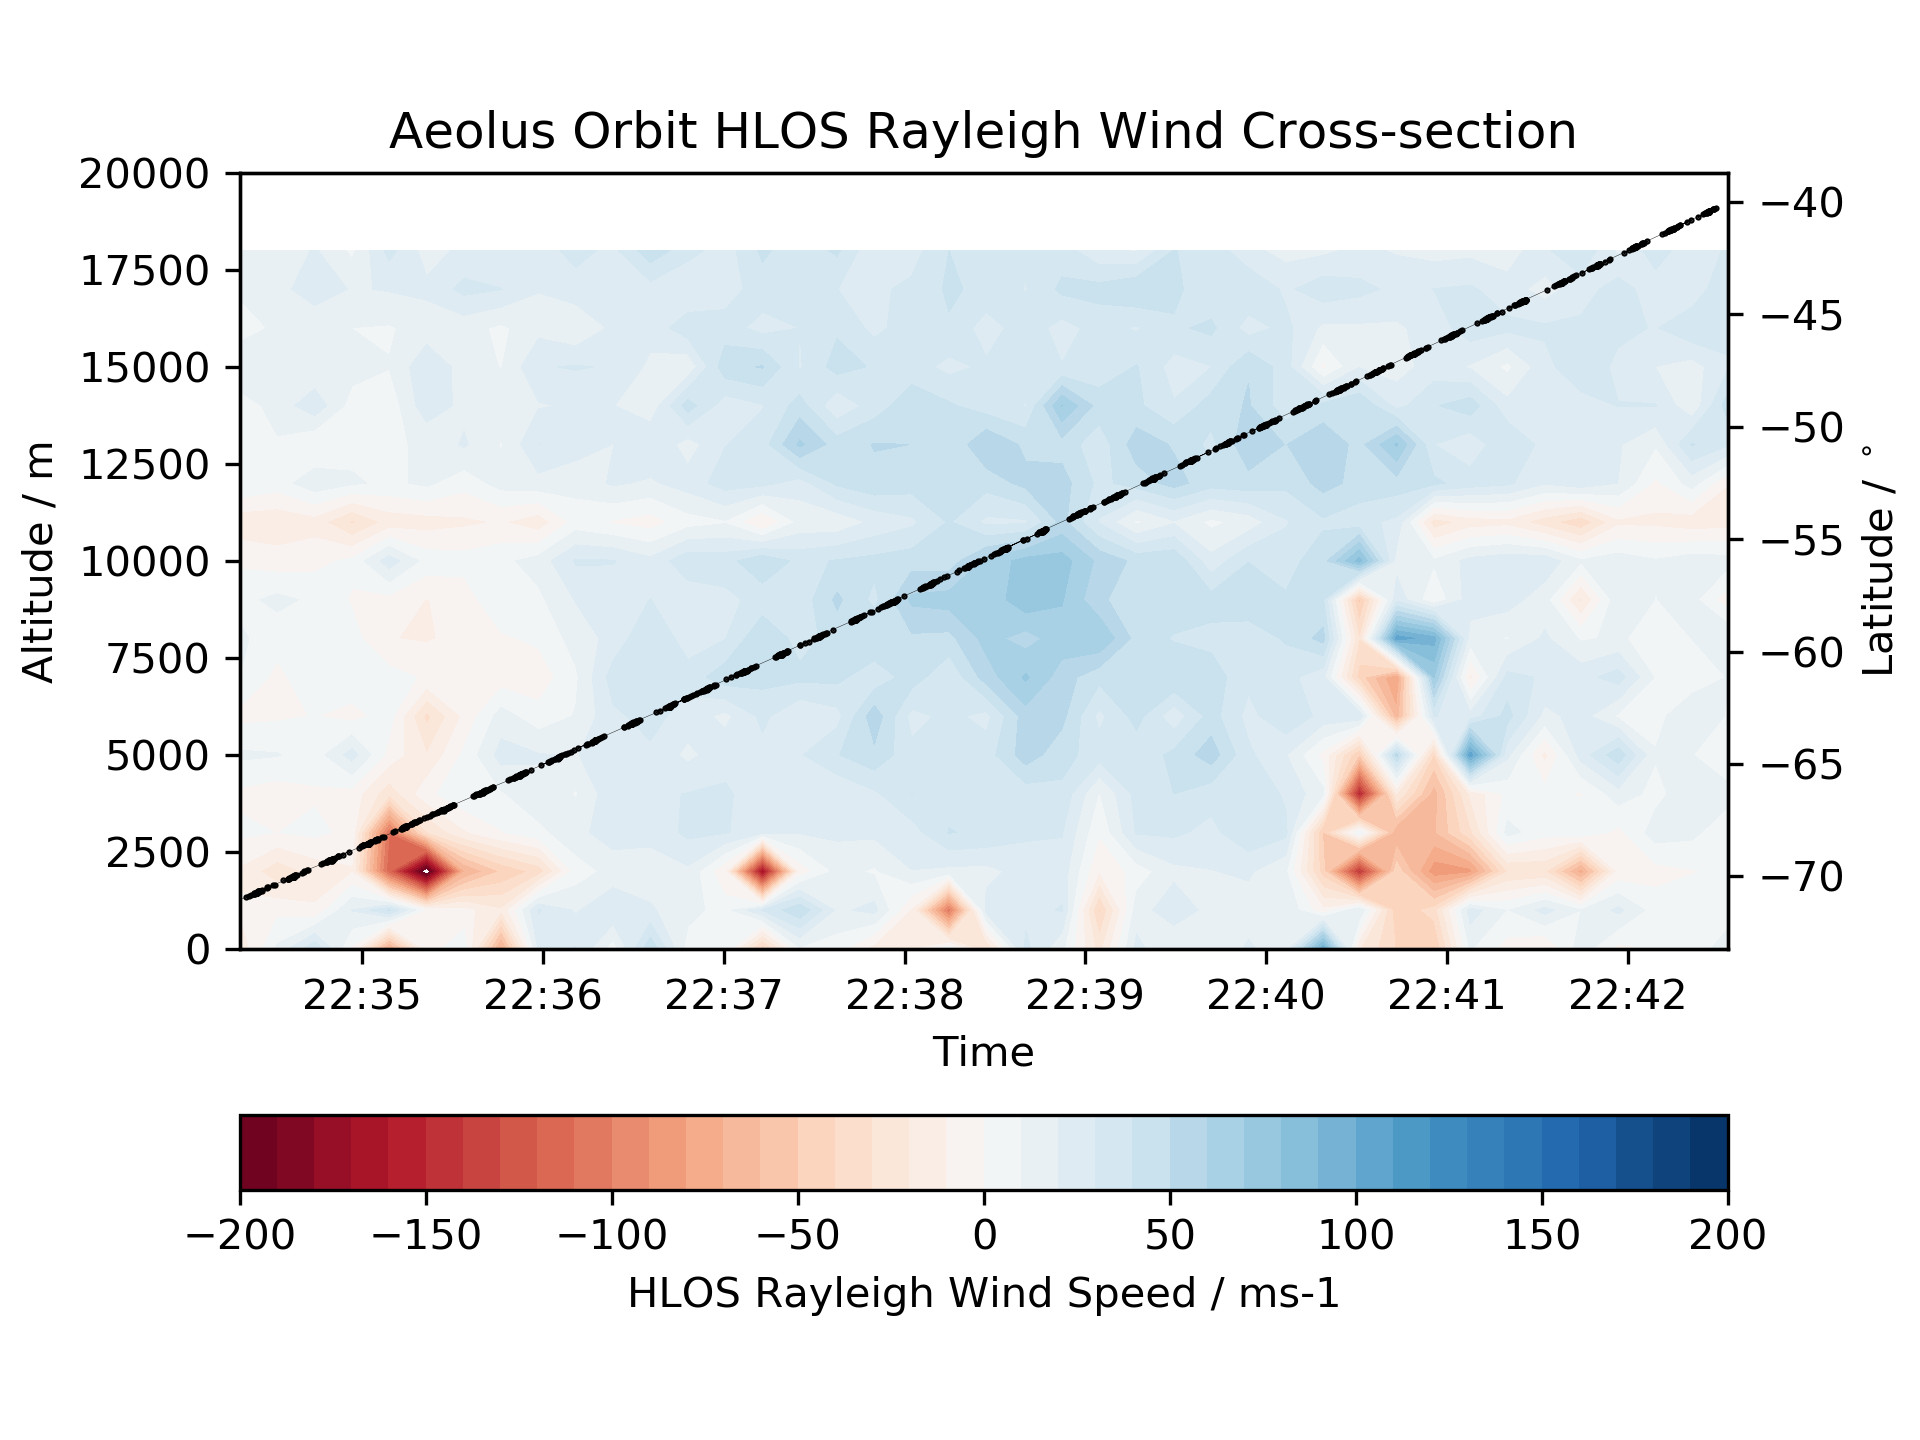 Aeolus Orbit HLOS Rayleigh Wind Cross-section
20000
17500
15000
12500
10000
7500
5000
2500
0
Altitude / m
−40
−45
−50
−55
−60
−65
−70
Latitude / °
22:35 22:36 22:37 22:38 22:39 22:40 22:41 22:42
Time
−200 −150 −100 −50 0 50 100 150 200
HLOS Rayleigh Wind Speed / ms-1